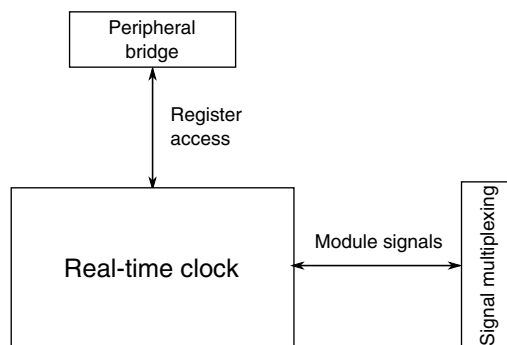 Peripheral
bridge
Register
access
Real-time clock
Module signals
Signal multiplexing